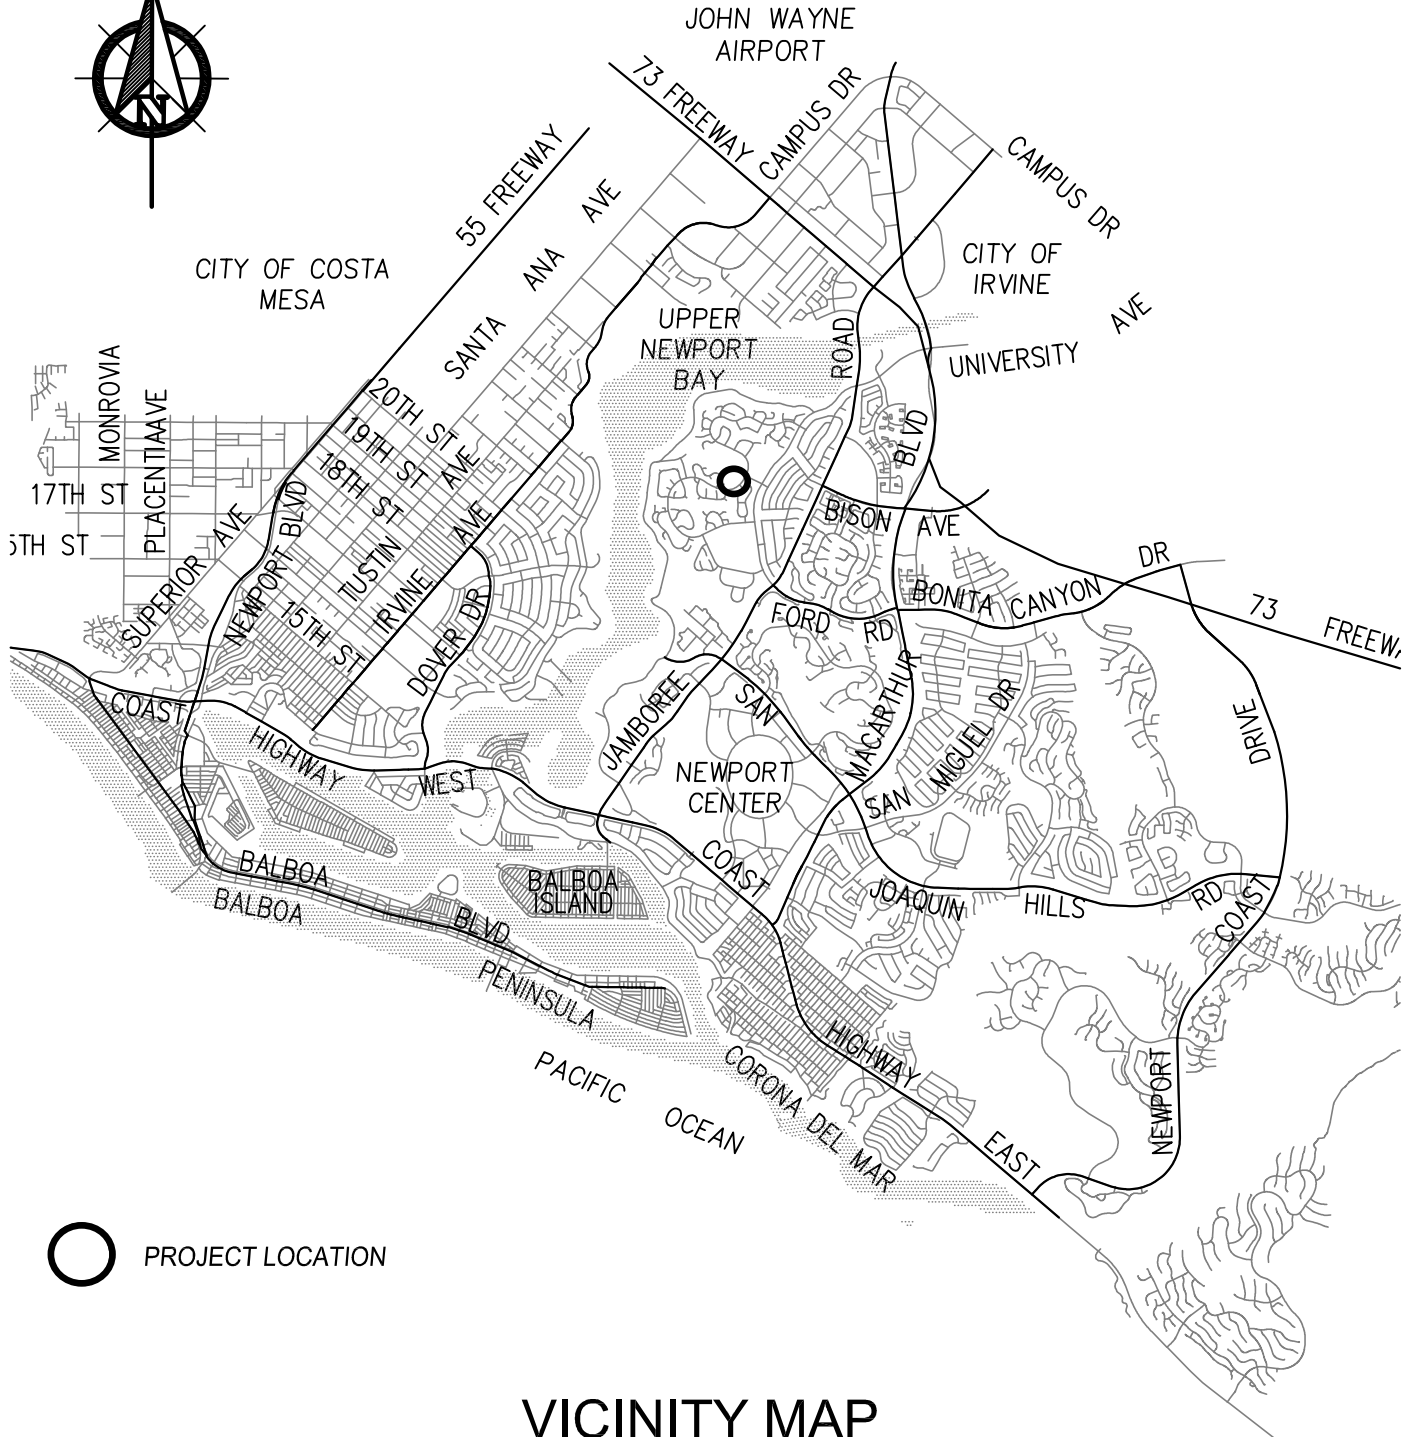 JOHN WAYNE
AIRPORT
73 FREEWAY
CAMPUS DR
CAMPUS DR
N
55 FREEWAY
SANTA ANA AVE
CITY OF COSTA
MESA
CITY OF
IRVINE
UPPER
NEWPORT
BAY
ROAD
UNIVERSITY AVE
MONROVIA
PLACENTIAAVE
20TH ST
19TH ST
18TH ST
17TH ST
5TH ST
15TH ST
SUPERIOR AVE
NEWPORT BLVD
TUSTIN AVE
IRVINE AVE
DOVER DR
BLVD
BISON AVE
BONITA CANYON DR
73 FREEWA
FORD RD
JAMBOREE
SAN
MACARTHUR
SAN MIGUEL DR
DRIVE
COAST
HIGHWAY
WEST
NEWPORT
CENTER
COAST
BALBOA
BALBOA
BLVD
PENINSULA
BALBOA
ISLAND
JOAQUIN HILLS RD
COAST
NEWPORT
HIGHWAY
EAST
CORONA DEL MAR
PACIFIC OCEAN
PROJECT LOCATION
VICINITY MAP